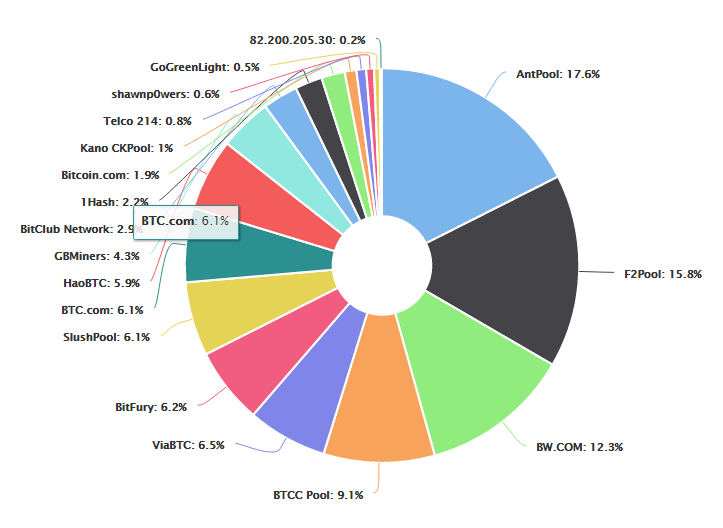 82.200.205.30: 0.2%
GoGreenLight: 0.5%
shawnp0wers: 0.6%
Telco 214: 0.8%
Kano CKPool: 1%
Bitcoin.com: 1.9%
1Hash: 2.2%
BitClub Network: 2.9%
GBMiners: 4.3%
HaoBTC: 5.9%
BTC.com: 6.1%
SlushPool: 6.1%
BitFury: 6.2%
ViaBTC: 6.5%
BTCC Pool: 9.1%
BW.COM: 12.3%
F2Pool: 15.8%
AntPool: 17.6%
BTC.com: 6.1%